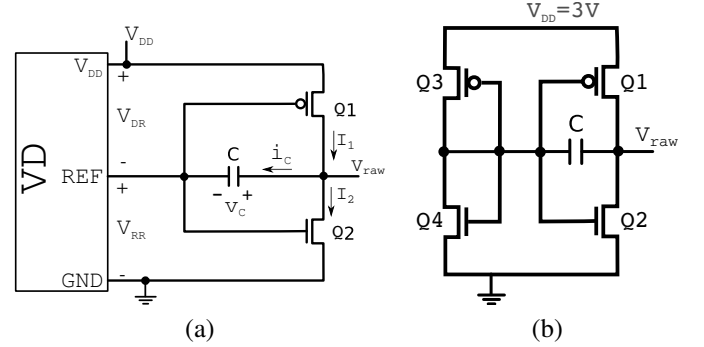 V_DD
V_DD
+
Q1
V_DR
I_1
VD
C
i_C
-
REF
V_raw
+
- V_C +
I_2
V_RR
Q2
GND
-
(a)
V_DD=3V
Q3
Q1
C
V_raw
Q4
Q2
(b)